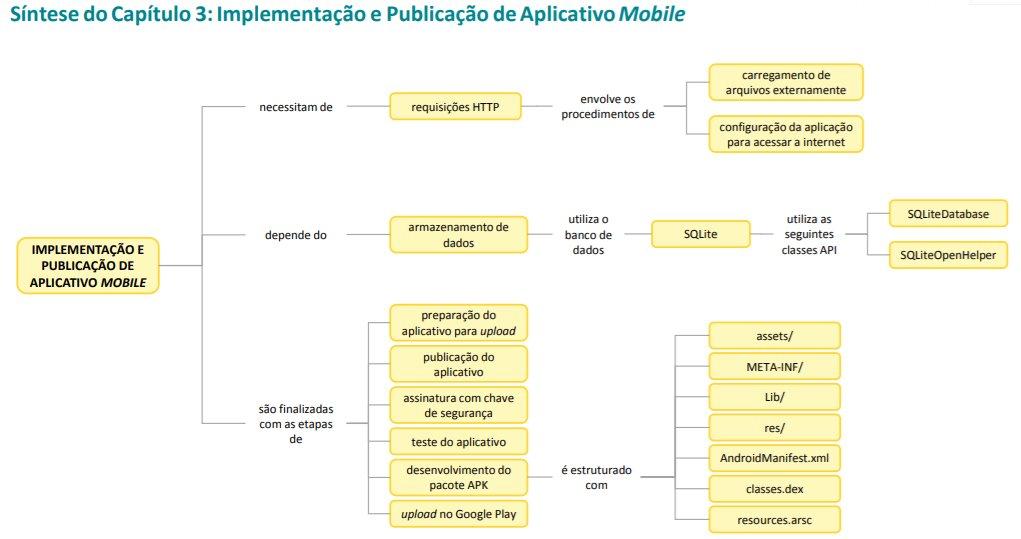 Síntese do Capítulo 3: Implementação e Publicação de Aplicativo Mobile
IMPLEMENTAÇÃO E
PUBLICAÇÃO DE
APLICATIVO MOBILE
necessitam de
requisições HTTP
envolve os
procedimentos de
carregamento de
arquivos externamente
configuração da aplicação
para acessar a internet
depende do
armazenamento de
dados
utiliza o
banco de
dados
SQLite
utiliza as
seguintes
classes API
SQLiteDatabase
SQLiteOpenHelper
são finalizadas
com as etapas
de
preparação do
aplicativo para upload
publicação do
aplicativo
assinatura com chave
de segurança
teste do aplicativo
desenvolvimento do
pacote APK
upload no Google Play
é estruturado
com
assets/
META-INF/
Lib/
res/
AndroidManifest.xml
classes.dex
resources.arsc